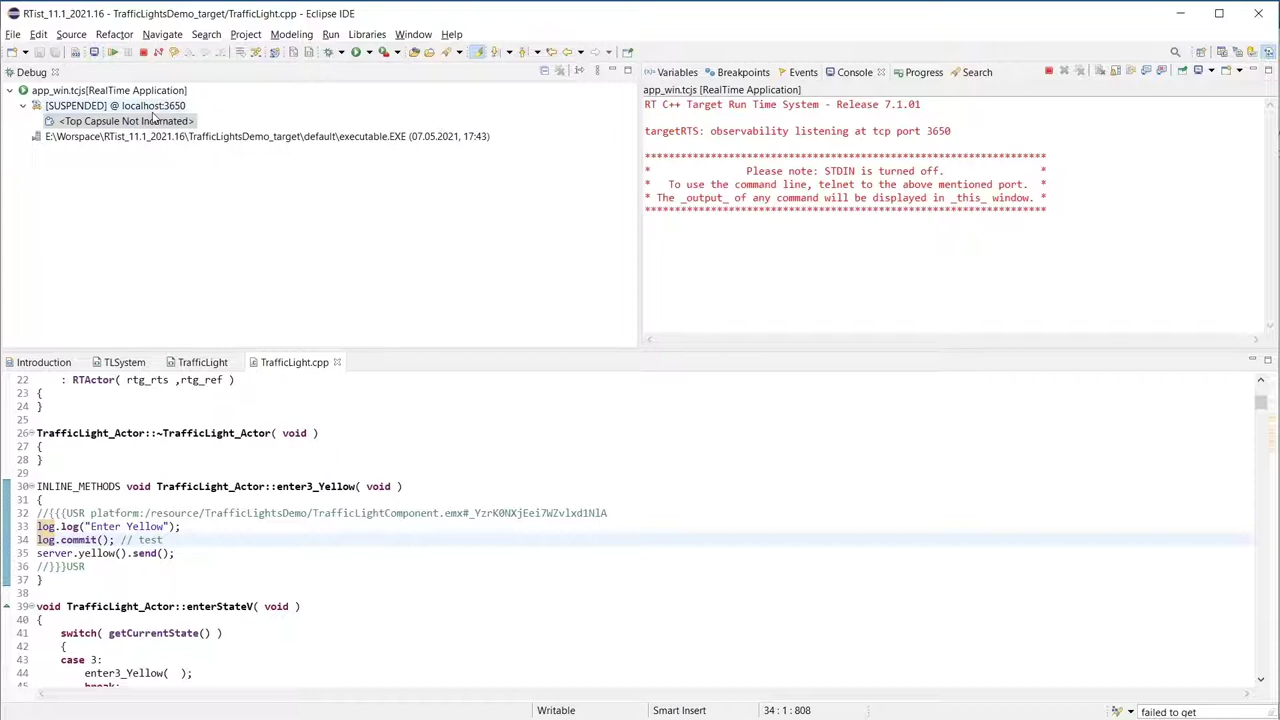 RTist_11.1_2021.16 - TrafficLightsDemo_target/TrafficLight.cpp - Eclipse IDE
File Edit Source Refactor Navigate Search Project Modeling Run Libraries Window Help
Debug
app_win.tcjs[RealTime Application]
[SUSPENDED] @ localhost:3650
<Top Capsule Not Incarnated>
E:\Worspace\RTist_11.1_2021.16\TrafficLightsDemo_target\default\executable.EXE (07.05.2021, 17:43)
Variables Breakpoints Events Console Progress Search
app_win.tcjs [RealTime Application]
RT C++ Target Run Time System - Release 7.1.01
targetRTS: observability listening at tcp port 3650
********************************************************************
* Please note: STDIN is turned off. *
* To use the command line, telnet to the above mentioned port. *
* The _output_ of any command will be displayed in _this_ window. *
********************************************************************
Introduction TLSystem TrafficLight TrafficLight.cpp
22 : RTActor( rtg_rts ,rtg_ref )
23 {
24 }
25
26 TrafficLight_Actor::~TrafficLight_Actor( void )
27 {
28 }
29
30 INLINE_METHODS void TrafficLight_Actor::enter3_Yellow( void )
31 {
32 //{{{USR platform:/resource/TrafficLightsDemo/TrafficLightComponent.emx#_YzrK0NXjEei7WZvlxd1NlA
33 log.log("Enter Yellow");
34 log.commit(); // test
35 server.yellow().send();
36 //}}}USR
37 }
38
39 void TrafficLight_Actor::enterStateV( void )
40 {
41 switch( getCurrentState() )
42 {
43 case 3:
44 enter3_Yellow( );
45 break;
Writable Smart Insert 34 : 1 : 808 failed to get